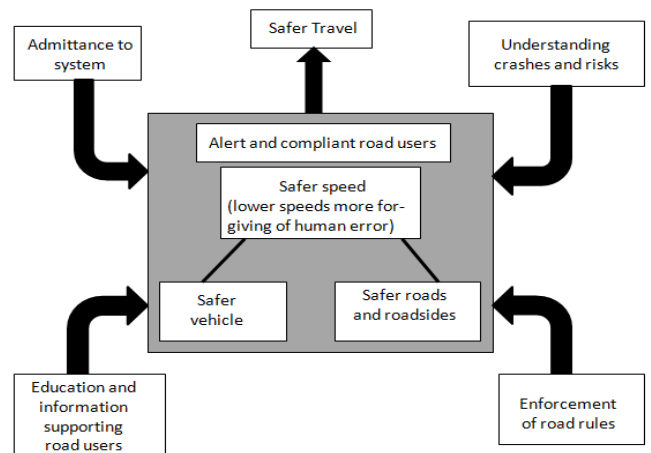 Admittance to
system
Safer Travel
Understanding
crashes and risks
Alert and compliant road users
Safer speed
(lower speeds more for-
giving of human error)
Safer
vehicle
Safer roads
and roadsides
Education and
information
supporting
road users
Enforcement
of road rules